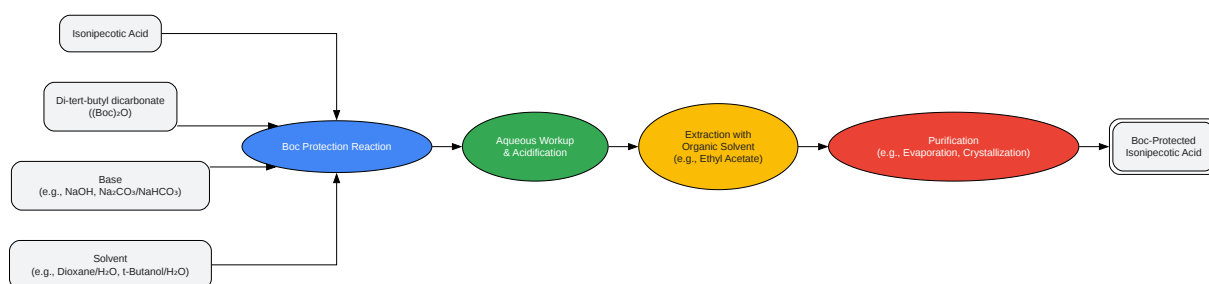 Isonipecotic Acid
Di-tert-butyl dicarbonate
((Boc)₂O)
Base
(e.g., NaOH, Na₂CO₃/NaHCO₃)
Solvent
(e.g., Dioxane/H₂O, t-Butanol/H₂O)
Boc Protection Reaction
Aqueous Workup
& Acidification
Extraction with
Organic Solvent
(e.g., Ethyl Acetate)
Purification
(e.g., Evaporation, Crystallization)
Boc-Protected
Isonipecotic Acid